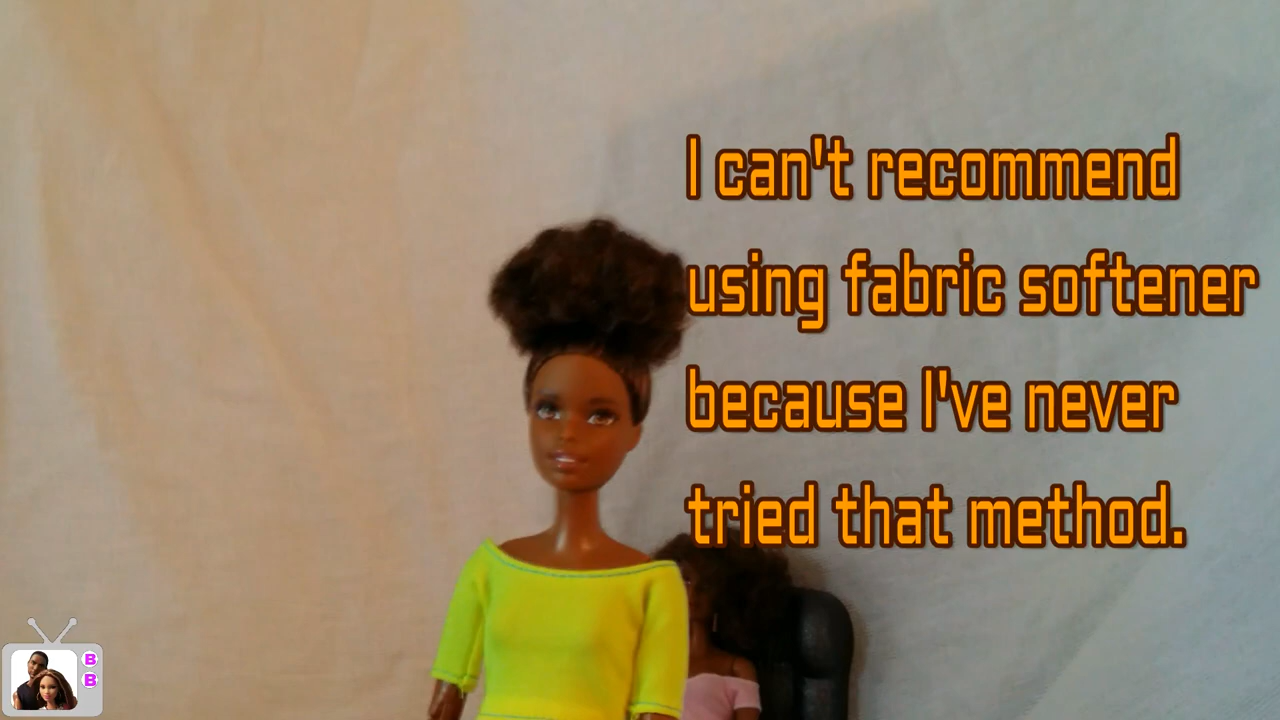 I can't recommend
using fabric softener
because I've never
tried that method.
B
B